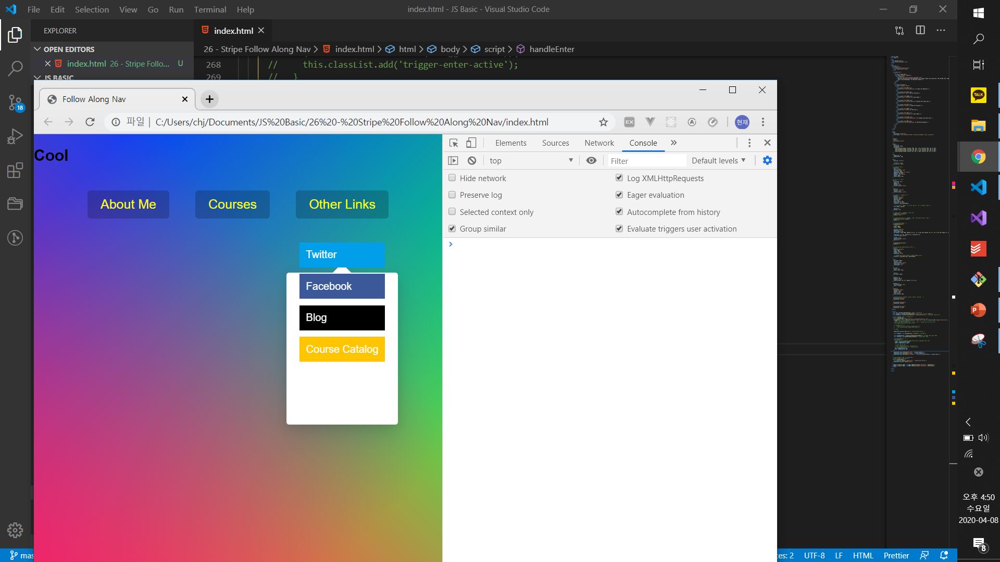 File Edit Selection View Go Run Terminal Help
index.html - JS Basic - Visual Studio Code
EXPLORER
index.html
OPEN EDITORS
26 - Stripe Follow Along Nav > index.html > html > body > script > handleEnter
index.html 26 - Stripe Follo... U
268 // this.classList.add('trigger-enter-active');
JS BASIC
269 // }
Follow Along Nav
파일 | C:/Users/chj/Documents/JS%20Basic/26%20-%20Stripe%20Follow%20Along%20Nav/index.html
EX
현재
18
Cool
About Me
Courses
Other Links
Twitter
Facebook
Blog
Course Catalog
Elements Sources Network Console
top
Filter
Default levels
Hide network
Log XMLHttpRequests
Preserve log
Eager evaluation
Selected context only
Autocomplete from history
Group similar
Evaluate triggers user activation
TALK
오후 4:50
수요일
2020-04-08
8
mas
es: 2 UTF-8 LF HTML Prettier